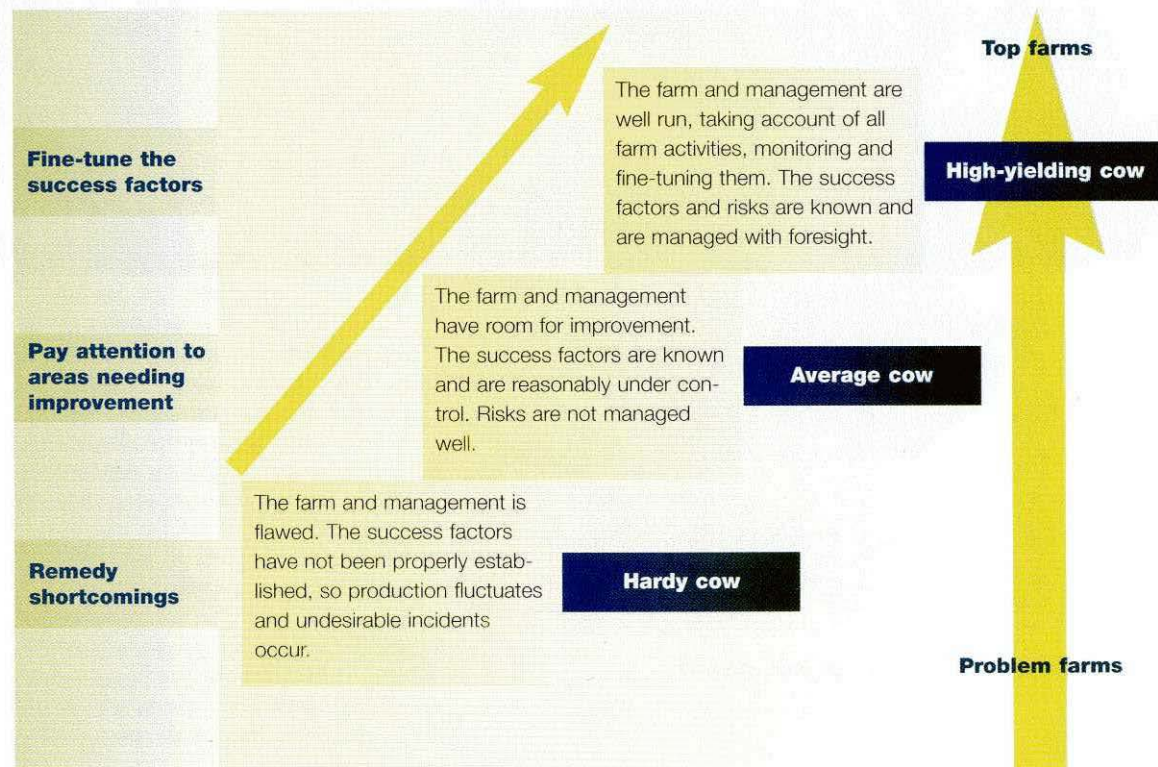 Top farms
Fine-tune the
success factors
The farm and management are
well run, taking account of all
farm activities, monitoring and
fine-tuning them. The success
factors and risks are known and
are managed with foresight.
High-yielding cow
Pay attention to
areas needing
improvement
The farm and management
have room for improvement.
The success factors are known
and are reasonably under con-
trol. Risks are not managed
well.
Average cow
Remedy
shortcomings
The farm and management is
flawed. The success factors
have not been properly estab-
lished, so production fluctuates
and undesirable incidents
occur.
Hardy cow
Problem farms